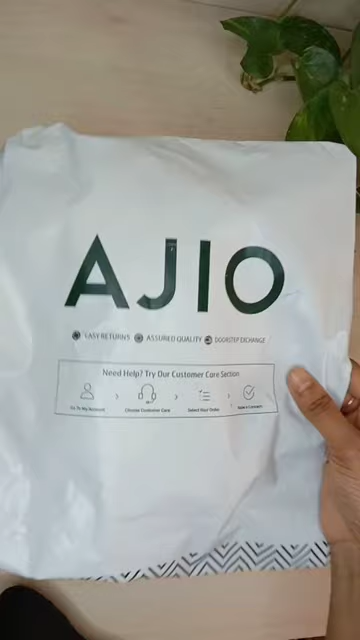 AJIO
EASY RETURNS ASSURED QUALITY DOORSTEP EXCHANGE
Need Help? Try Our Customer Care Section
Go To My Account > Choose Customer Care > Select Your Order >